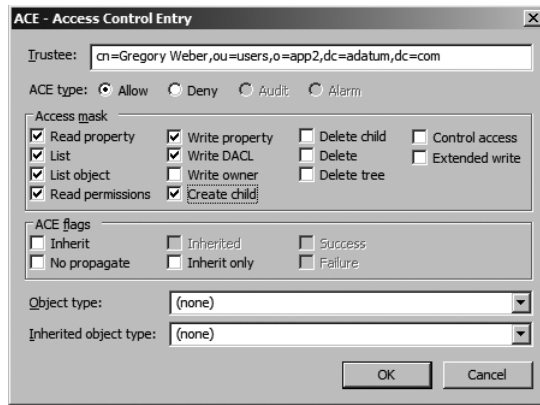 ACE - Access Control Entry
Trustee: cn=Gregory Weber,ou=users,o=app2,dc=adatum,dc=com
ACE type: Allow Deny Audit Alarm
Access mask
Read property Write property Delete child Control access
List Write DACL Delete Extended write
List object Write owner Delete tree
Read permissions Create child
ACE flags
Inherit Inherited Success
No propagate Inherit only Failure
Object type: (none)
Inherited object type: (none)
OK Cancel